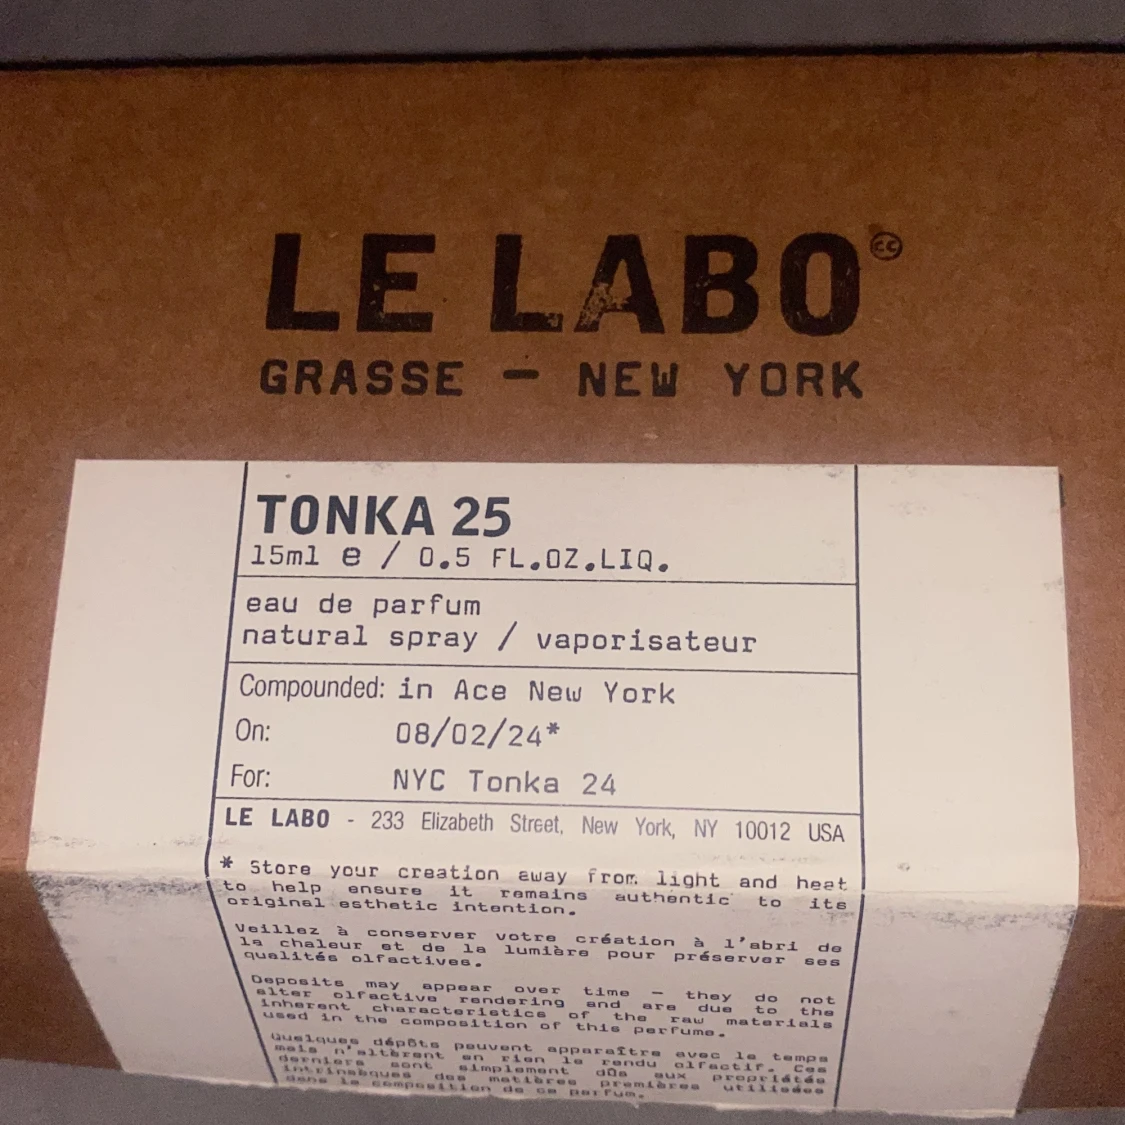 LE LABO
GRASSE – NEW YORK
TONKA 25
15ml e / 0.5 FL.OZ.LIQ.
eau de parfum
natural spray / vaporisateur
Compounded: in Ace New York
On: 08/02/24*
For: NYC Tonka 24
LE LABO - 233 Elizabeth Street, New York, NY 10012 USA
* Store your creation away from light and heat
to help ensure it remains authentic to its
original esthetic intention.
Veillez à conserver votre création à l'abri de
la chaleur et de la lumière pour préserver ses
qualités olfactives.
Deposits may appear over time – they do not
alter olfactive rendering and are due to the
inherent characteristics of the raw materials
used in the composition of this perfume.
Quelques dépôts peuvent apparaître avec le temps
mais n'altèrent en rien le rendu olfactif. Ces
derniers sont simplement dûs aux propriétés
intrinsèques des matières premières utilisées
dans la composition de ce parfum.